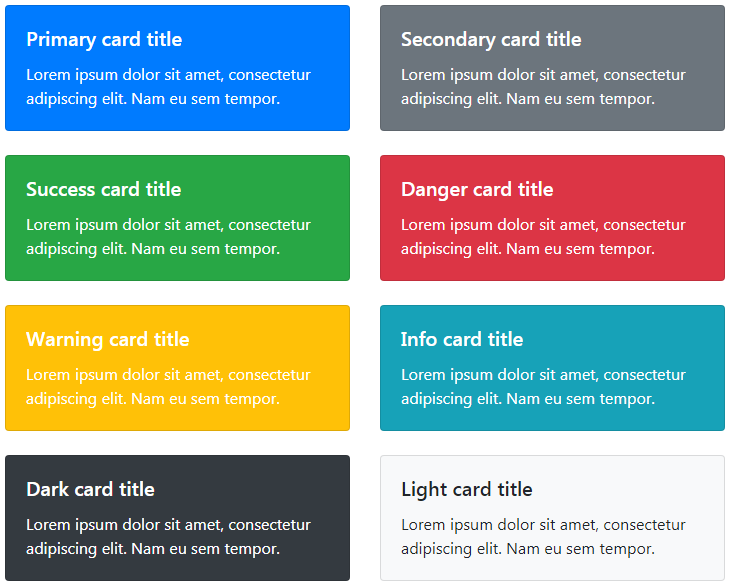 Primary card title
Lorem ipsum dolor sit amet, consectetur
adipiscing elit. Nam eu sem tempor.
Secondary card title
Lorem ipsum dolor sit amet, consectetur
adipiscing elit. Nam eu sem tempor.
Success card title
Lorem ipsum dolor sit amet, consectetur
adipiscing elit. Nam eu sem tempor.
Danger card title
Lorem ipsum dolor sit amet, consectetur
adipiscing elit. Nam eu sem tempor.
Warning card title
Lorem ipsum dolor sit amet, consectetur
adipiscing elit. Nam eu sem tempor.
Info card title
Lorem ipsum dolor sit amet, consectetur
adipiscing elit. Nam eu sem tempor.
Dark card title
Lorem ipsum dolor sit amet, consectetur
adipiscing elit. Nam eu sem tempor.
Light card title
Lorem ipsum dolor sit amet, consectetur
adipiscing elit. Nam eu sem tempor.